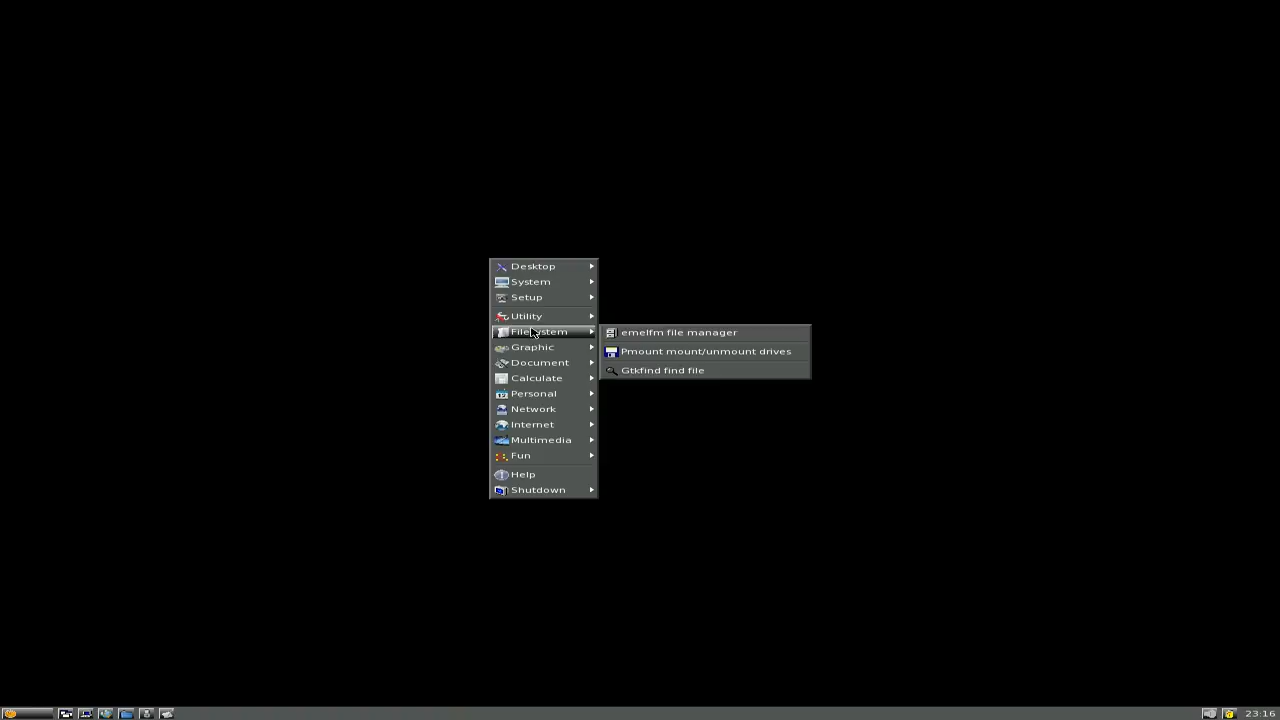 Desktop
System
Setup
Utility
Filesystem
Graphic
Document
Calculate
Personal
Network
Internet
Multimedia
Fun
Help
Shutdown
emelfm file manager
Pmount mount/unmount drives
Gtkfind find file
23:16